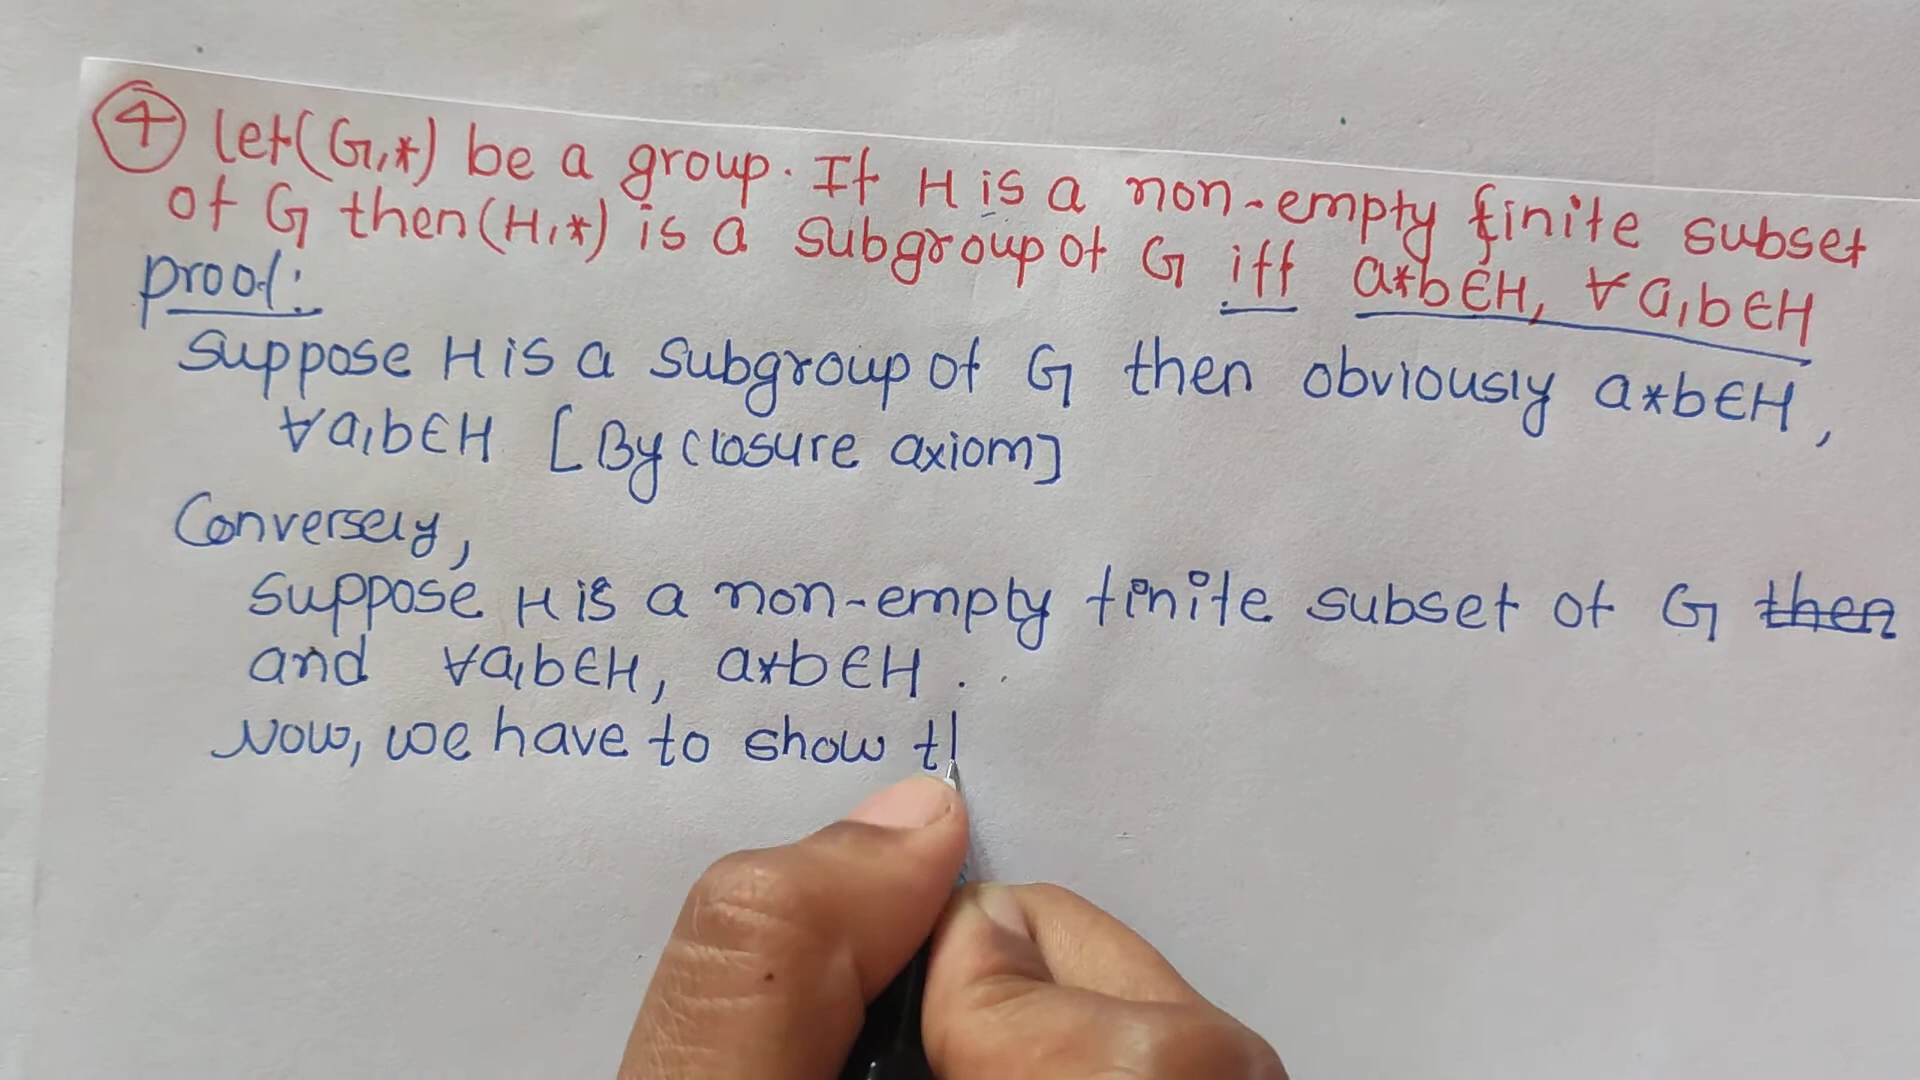 4 let (G,*) be a group. If H is a non-empty finite subset
of G then (H,*) is a subgroup of G iff a*b∈H, ∀ a,b∈H
proof:
Suppose H is a subgroup of G then obviously a*b∈H,
∀a,b∈H [By closure axiom]
Conversely,
Suppose H is a non-empty finite subset of G then
and ∀a,b∈H, a*b∈H.
Now, we have to show t